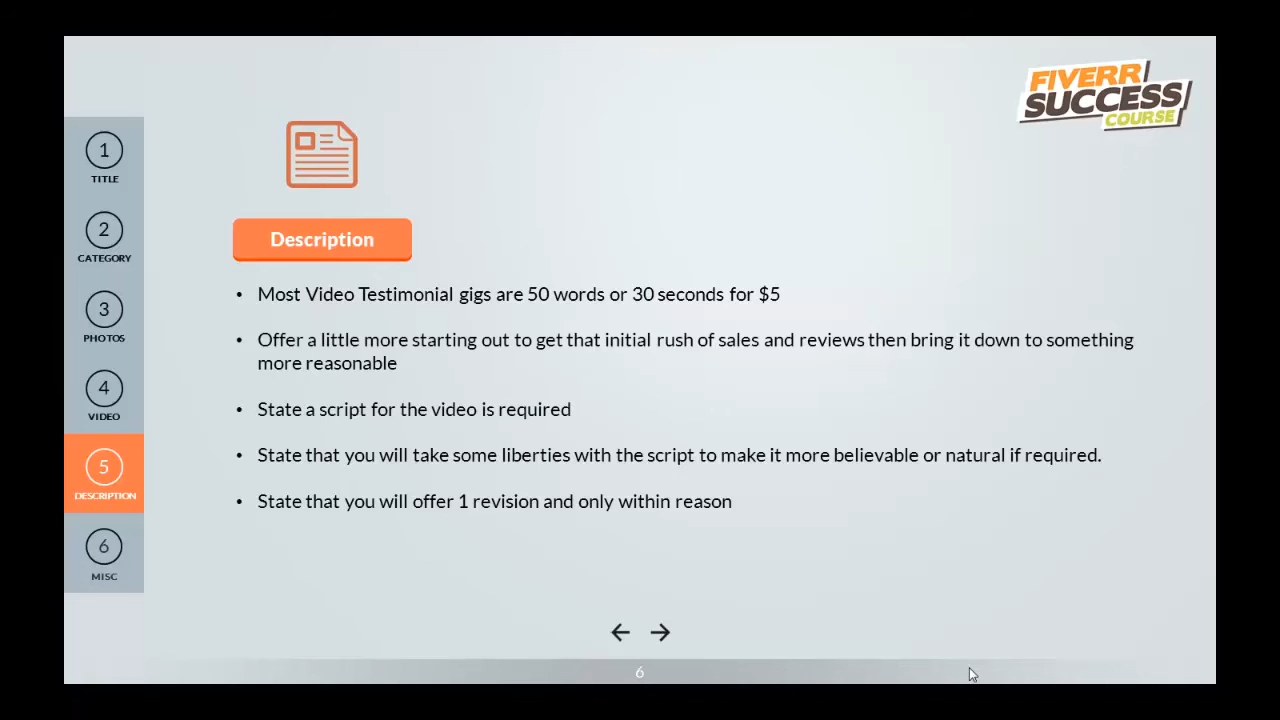 FIVERR
SUCCESS
COURSE
1
TITLE
2
CATEGORY
3
PHOTOS
4
VIDEO
5
DESCRIPTION
6
MISC
Description
• Most Video Testimonial gigs are 50 words or 30 seconds for $5
• Offer a little more starting out to get that initial rush of sales and reviews then bring it down to something
more reasonable
• State a script for the video is required
• State that you will take some liberties with the script to make it more believable or natural if required.
• State that you will offer 1 revision and only within reason
6